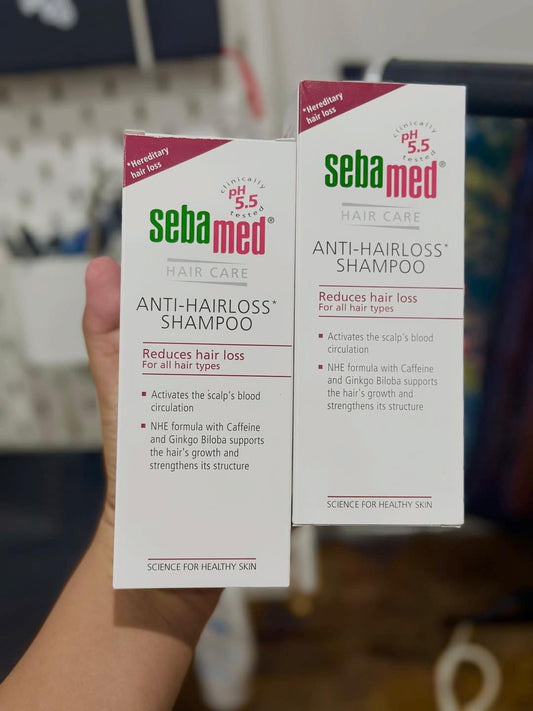 *Hereditary
hair loss
clinically
pH
5.5
tested
sebamed®
HAIR CARE
ANTI-HAIRLOSS*
SHAMPOO
Reduces hair loss
For all hair types
Activates the scalp's blood
circulation
NHE formula with Caffeine
and Ginkgo Biloba supports
the hair's growth and
strengthens its structure
SCIENCE FOR HEALTHY SKIN
*Hereditary
hair loss
clinically
pH
5.5
tested
sebamed®
HAIR CARE
ANTI-HAIRLOSS*
SHAMPOO
Reduces hair loss
For all hair types
Activates the scalp's blood
circulation
NHE formula with Caffeine
and Ginkgo Biloba supports
the hair's growth and
strengthens its structure
SCIENCE FOR HEALTHY SKIN